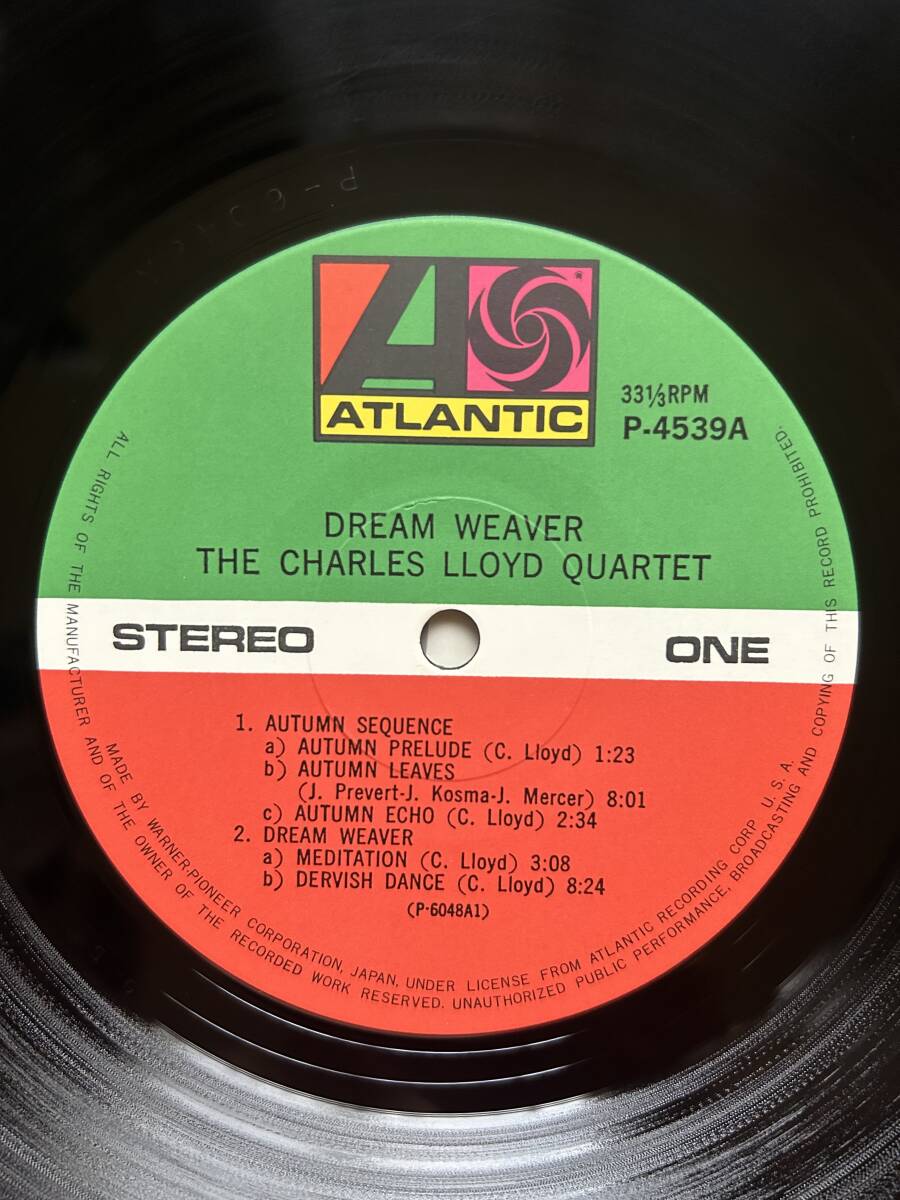 P-6048A
ATLANTIC
®
33⅓RPM
P-4539A
DREAM WEAVER
THE CHARLES LLOYD QUARTET
STEREO
ONE
1. AUTUMN SEQUENCE
a) AUTUMN PRELUDE (C. Lloyd) 1:23
b) AUTUMN LEAVES
(J. Prevert-J. Kosma-J. Mercer) 8:01
c) AUTUMN ECHO (C. Lloyd) 2:34
2. DREAM WEAVER
a) MEDITATION (C. Lloyd) 3:08
b) DERVISH DANCE (C. Lloyd) 8:24
(P-6048A1)
MADE BY WARNER-PIONEER CORPORATION, JAPAN, UNDER LICENSE FROM ATLANTIC RECORDING CORP. U.S.A.
ALL RIGHTS OF THE MANUFACTURER AND OF THE OWNER OF THE RECORDED WORK RESERVED. UNAUTHORIZED PUBLIC PERFORMANCE, BROADCASTING AND COPYING OF THIS RECORD PROHIBITED.